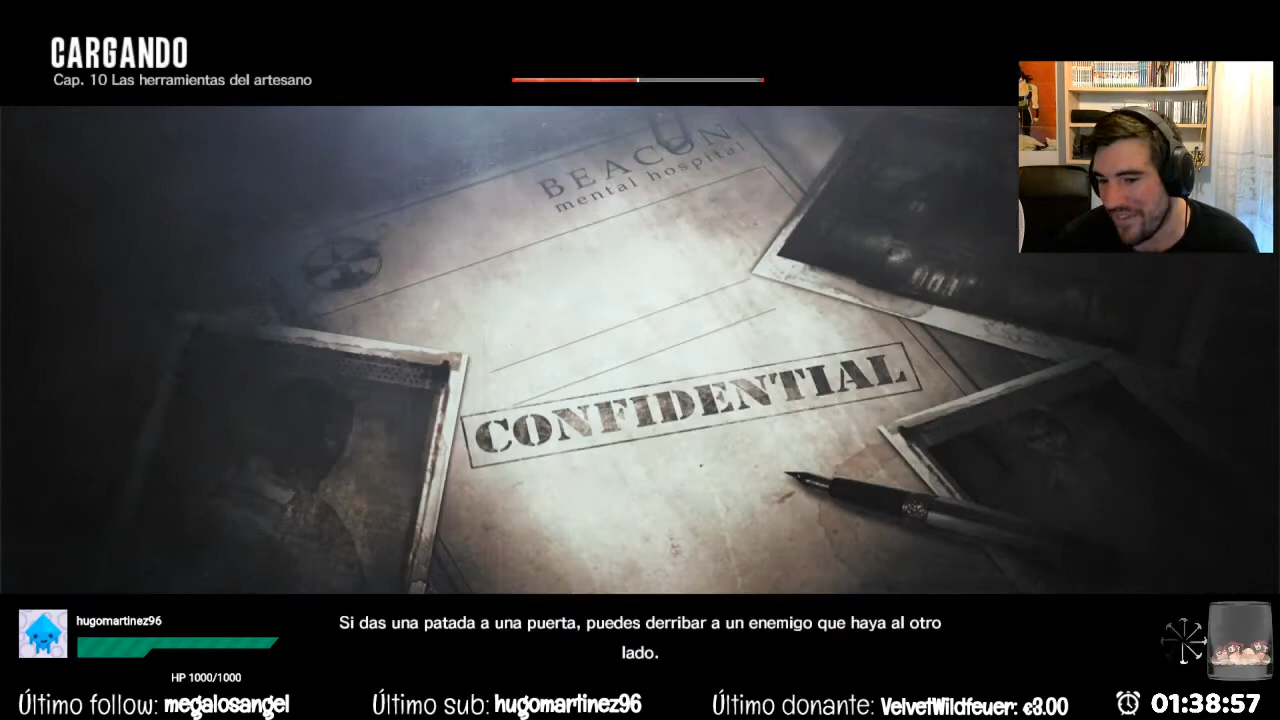 CARGANDO
Cap. 10 Las herramientas del artesano
BEACON
mental hospital
CONFIDENTIAL
hugomartinez96
HP 1000/1000
Si das una patada a una puerta, puedes derribar a un enemigo que haya al otro
lado.
Último follow: megalosangel
Último sub: hugomartinez96
Último donante: VelvetWildfeuer: €3.00
01:38:57